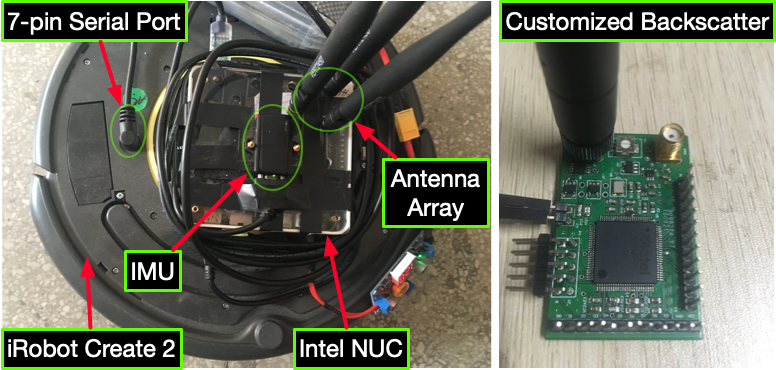 7-pin Serial Port
Antenna
Array
IMU
iRobot Create 2
Intel NUC
Customized Backscatter